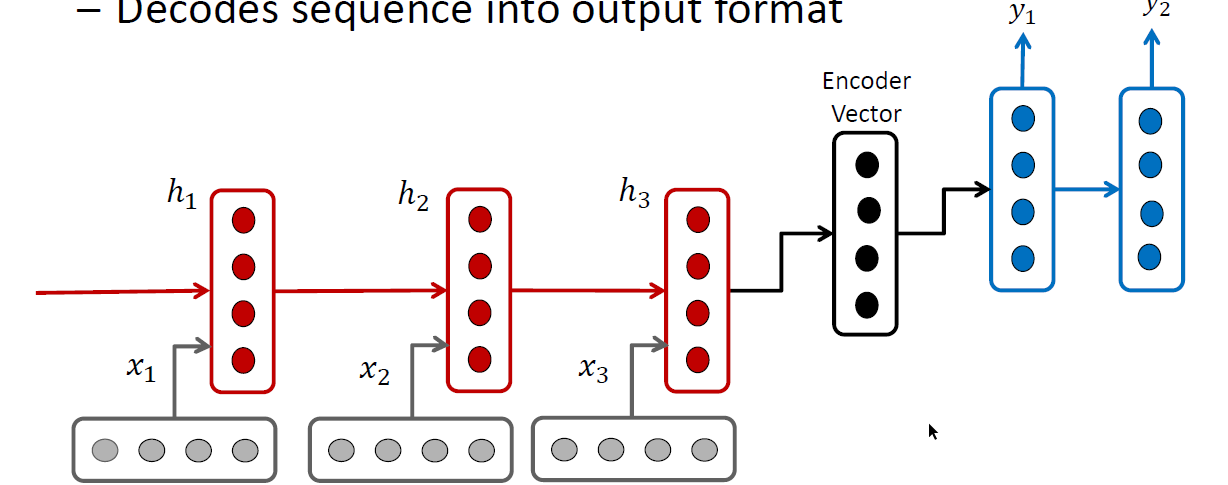 – Decodes sequence into output format
y₁
y₂
Encoder
Vector
h₁
h₂
h₃
x₁
x₂
x₃